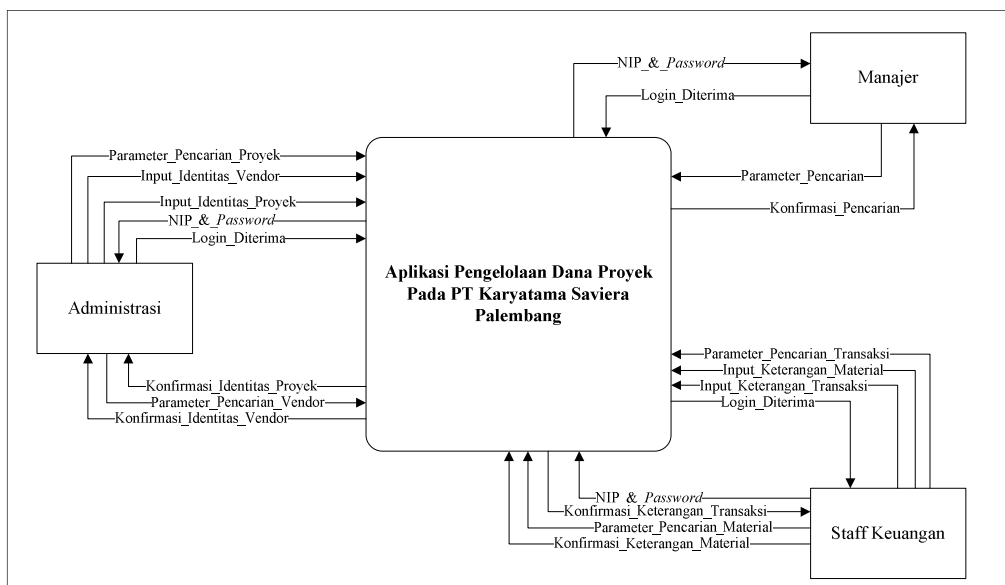 NIP_&_Password
Manajer
Login_Diterima
Parameter_Pencarian
Konfirmasi_Pencarian
Parameter_Pencarian_Proyek
Input_Identitas_Vendor
Input_Identitas_Proyek
NIP_&_Password
Login_Diterima
Administrasi
Konfirmasi_Identitas_Proyek
Parameter_Pencarian_Vendor
Konfirmasi_Identitas_Vendor
Aplikasi Pengelolaan Dana Proyek
Pada PT Karyatama Saviera
Palembang
Parameter_Pencarian_Transaksi
Input_Keterangan_Material
Input_Keterangan_Transaksi
Login_Diterima
NIP_&_Password
Konfirmasi_Keterangan_Transaksi
Parameter_Pencarian_Material
Konfirmasi_Keterangan_Material
Staff Keuangan